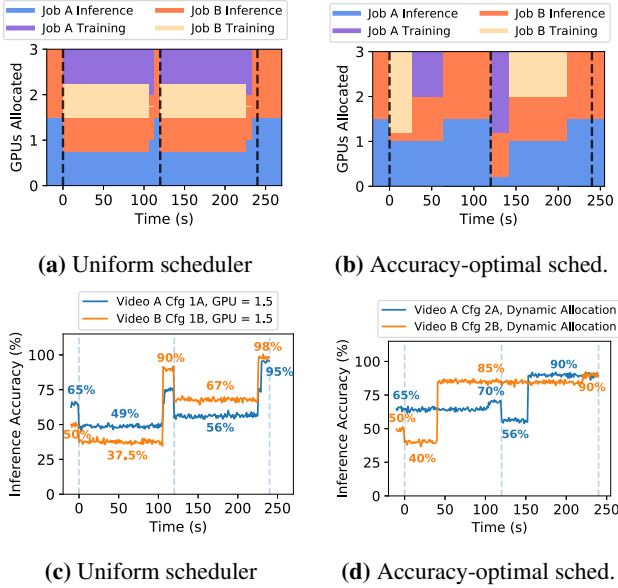 Job A Inference Job B Inference
Job A Training Job B Training
3
2
1
0
GPUs Allocated
0 50 100 150 200 250
Time (s)
(a) Uniform scheduler
Job A Inference Job B Inference
Job A Training Job B Training
3
2
1
0
GPUs Allocated
0 50 100 150 200 250
Time (s)
(b) Accuracy-optimal sched.
Video A Cfg 1A, GPU = 1.5
Video B Cfg 1B, GPU = 1.5
100
75
50
25
0
Inference Accuracy (%)
65%
50%
49%
37.5%
90%
67%
56%
98%
95%
0 50 100 150 200 250
Time (s)
(c) Uniform scheduler
Video A Cfg 2A, Dynamic Allocation
Video B Cfg 2B, Dynamic Allocation
100
75
50
25
0
Inference Accuracy (%)
65%
50%
40%
85%
70%
56%
90%
90%
0 50 100 150 200 250
Time (s)
(d) Accuracy-optimal sched.